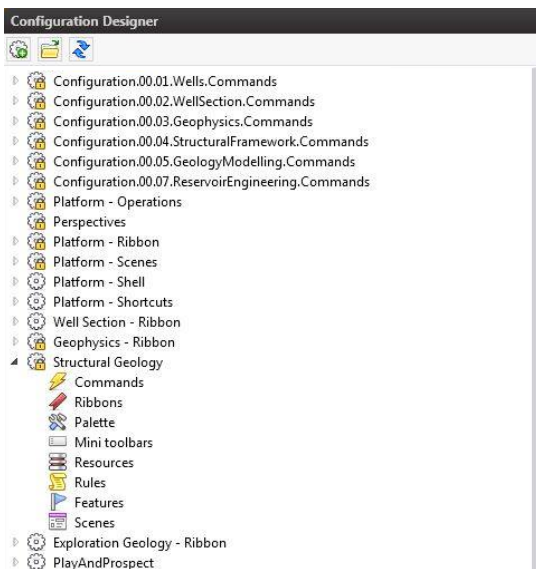 Configuration Designer
Configuration.00.01.Wells.Commands
Configuration.00.02.WellSection.Commands
Configuration.00.03.Geophysics.Commands
Configuration.00.04.StructuralFramework.Commands
Configuration.00.05.GeologyModelling.Commands
Configuration.00.07.ReservoirEngineering.Commands
Platform - Operations
Perspectives
Platform - Ribbon
Platform - Scenes
Platform - Shell
Platform - Shortcuts
Well Section - Ribbon
Geophysics - Ribbon
Structural Geology
Commands
Ribbons
Palette
Mini toolbars
Resources
Rules
Features
Scenes
Exploration Geology - Ribbon
PlayAndProspect